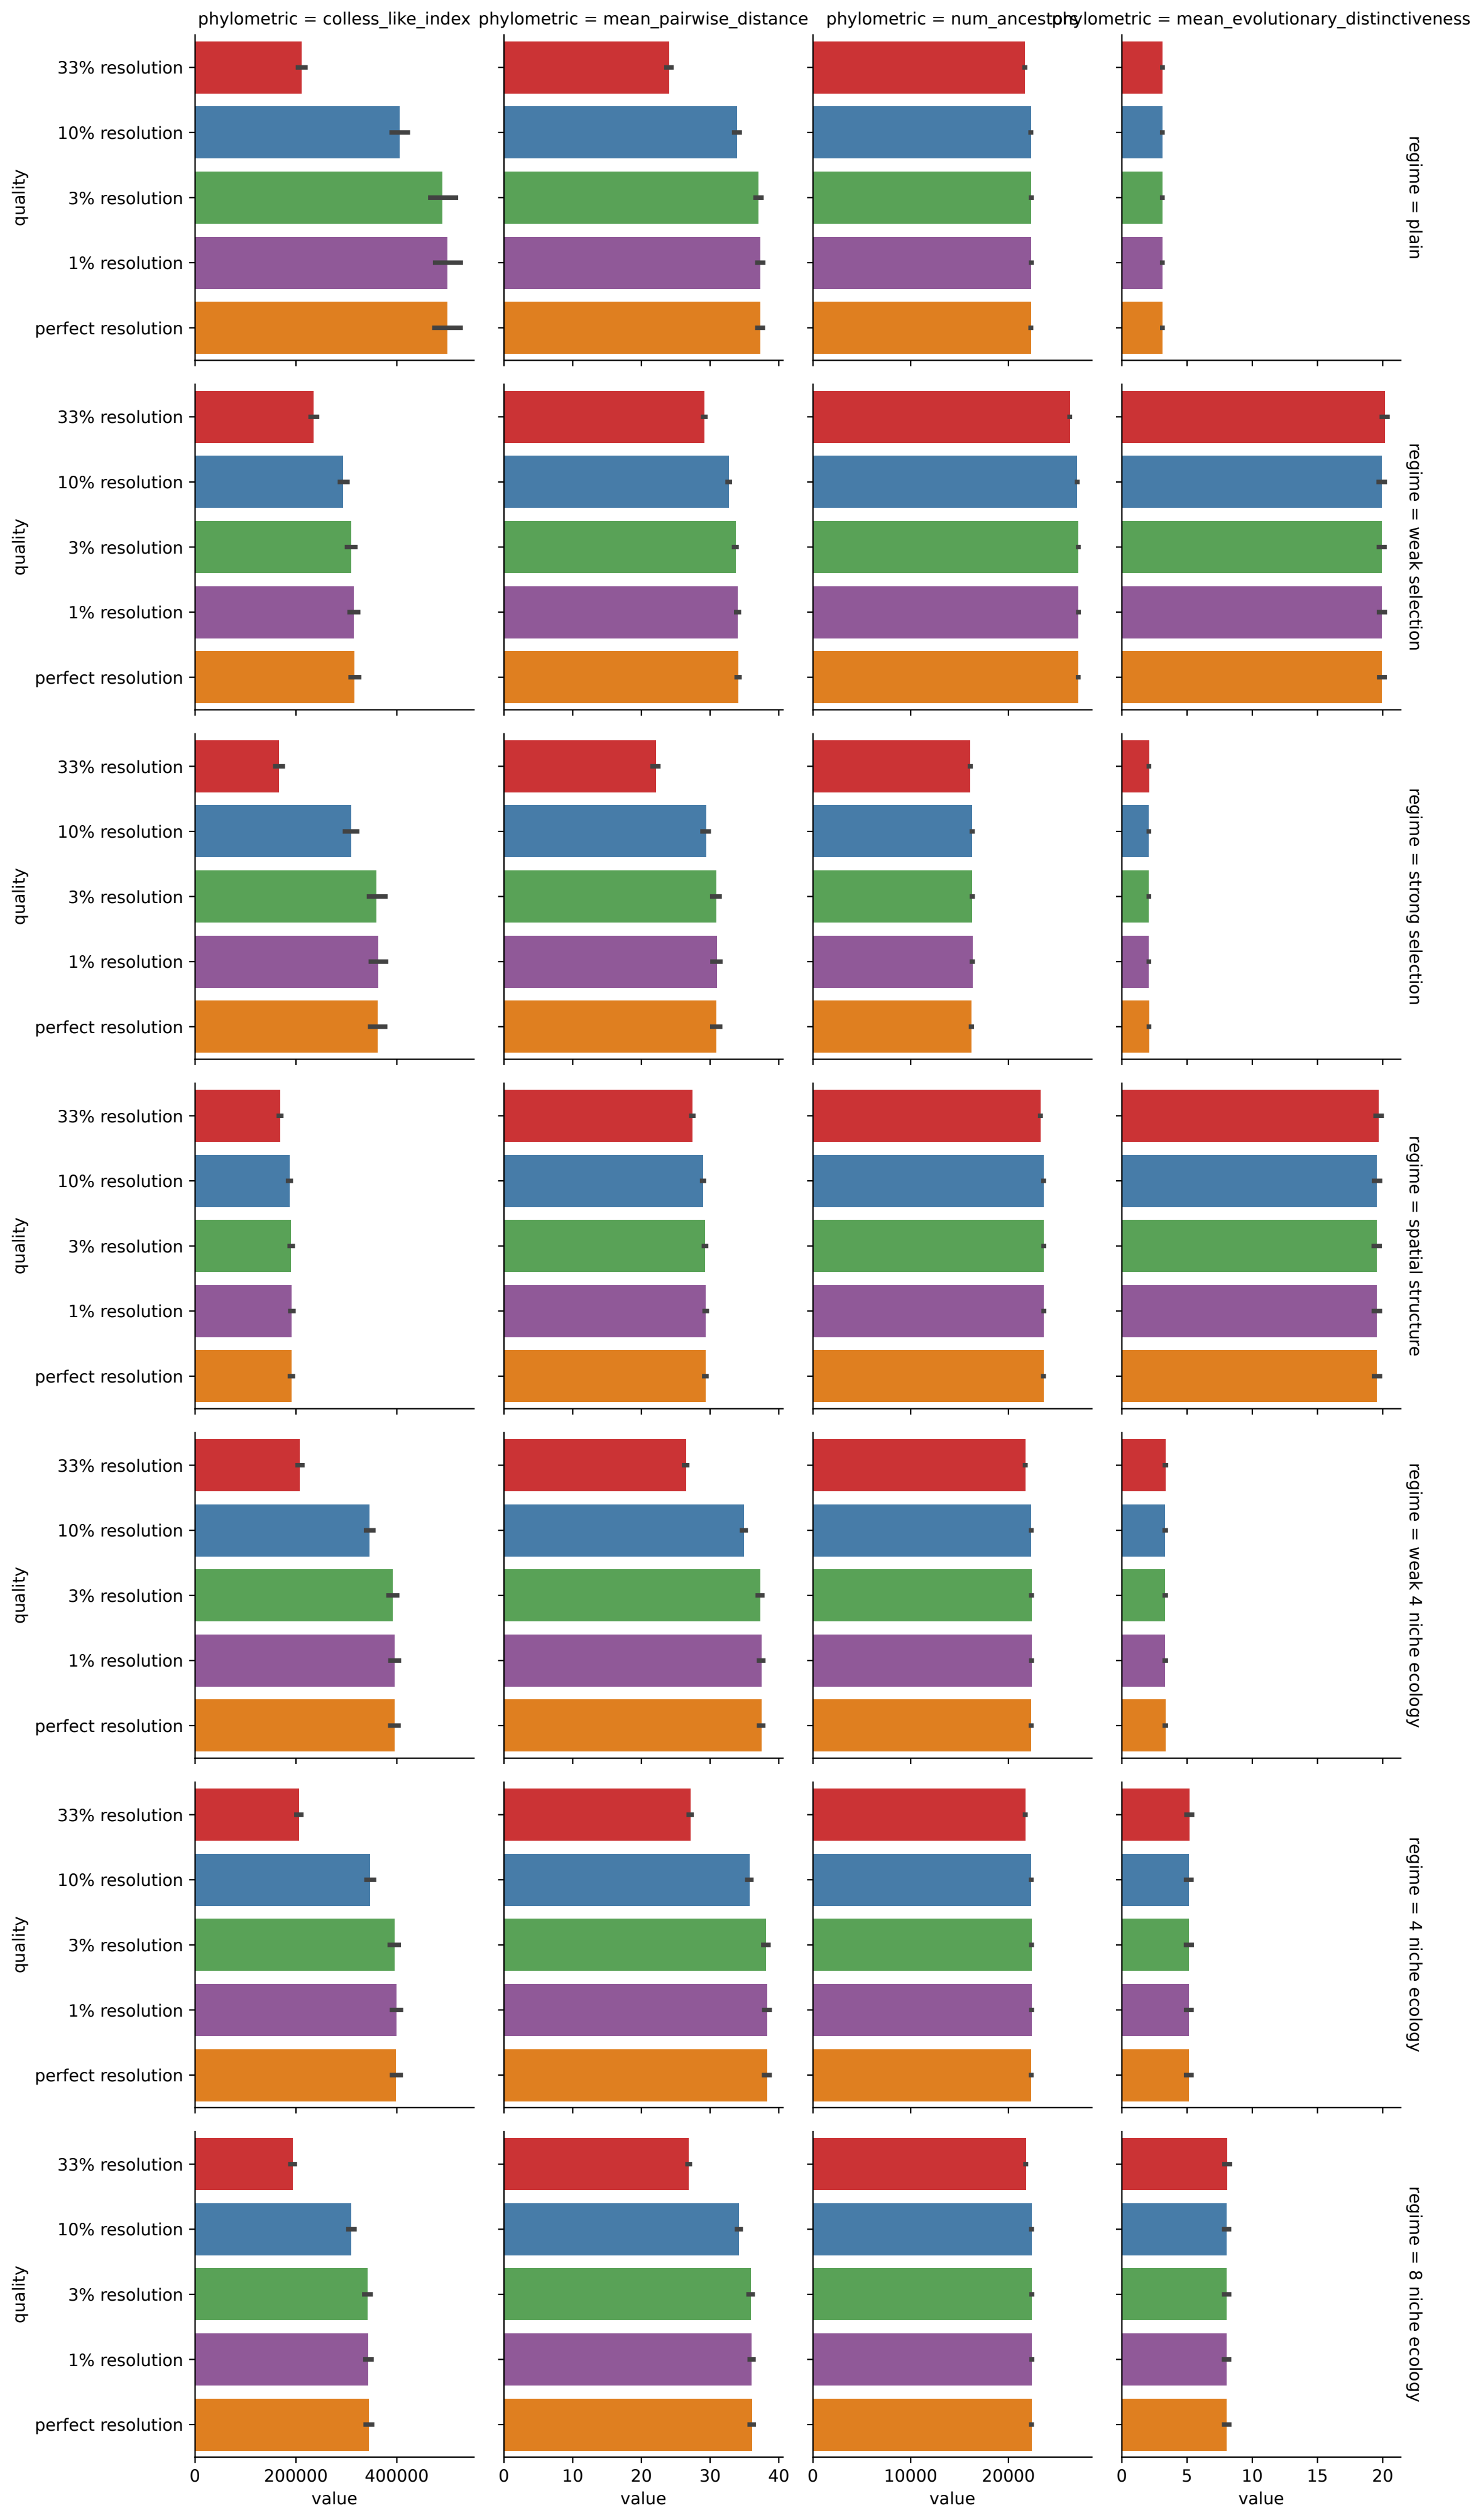 phylometric = colless_like_index
phylometric = mean_pairwise_distance
phylometric = num_ancestors
phylometric = mean_evolutionary_distinctiveness
33% resolution
10% resolution
3% resolution
1% resolution
perfect resolution
quality
regime = plain
33% resolution
10% resolution
3% resolution
1% resolution
perfect resolution
quality
regime = weak selection
33% resolution
10% resolution
3% resolution
1% resolution
perfect resolution
quality
regime = strong selection
33% resolution
10% resolution
3% resolution
1% resolution
perfect resolution
quality
regime = spatial structure
33% resolution
10% resolution
3% resolution
1% resolution
perfect resolution
quality
regime = weak 4 niche ecology
33% resolution
10% resolution
3% resolution
1% resolution
perfect resolution
quality
regime = 4 niche ecology
33% resolution
10% resolution
3% resolution
1% resolution
perfect resolution
quality
regime = 8 niche ecology
0 200000 400000
value
0 10 20 30 40
value
0 10000 20000
value
0 5 10 15 20
value